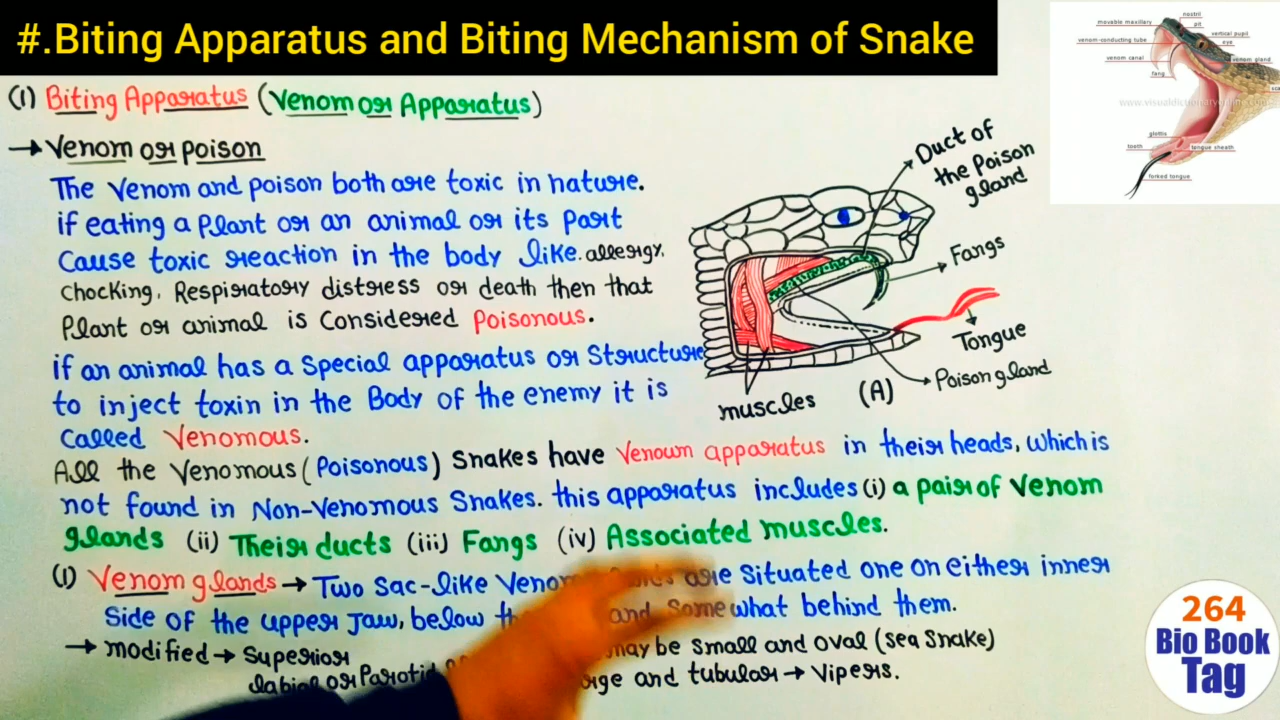 #.Biting Apparatus and Biting Mechanism of Snake
(1) Biting Apparatus (Venom or Apparatus)
→ Venom or poison
The Venom and poison both are toxic in nature.
if eating a plant or an animal or its Part
Cause toxic reaction in the body like. allergy,
Chocking, Respiratory distress or death then that
Plant or animal is Considered Poisonous.
if an animal has a Special apparatus or Structure
to inject toxin in the Body of the enemy it is
Called Venomous.
All the Venomous (Poisonous) Snakes have Venown apparatus in their heads, which is
not found in Non-Venomous Snakes. this apparatus includes (i) a pair of Venom
glands (ii) Their ducts (iii) Fangs (iv) Associated muscles.
(1) Venom glands → Two Sac-like are Situated one on either inner
Side of the upper Jaw, below and Somewhat behind them.
→ modified → Superior may be Small and oval (sea Snake)
labial or Parotid and tubular → Vipers.
Duct of
the Poison
gland
Fangs
Tongue
Poison gland
muscles
(A)
nostril
movable maxillary
pit
vertical pupil
venom-conducting tube
eye
venom canal
venom gland
fang
glottis
tooth
tongue sheath
forked tongue
264
Bio Book
Tag